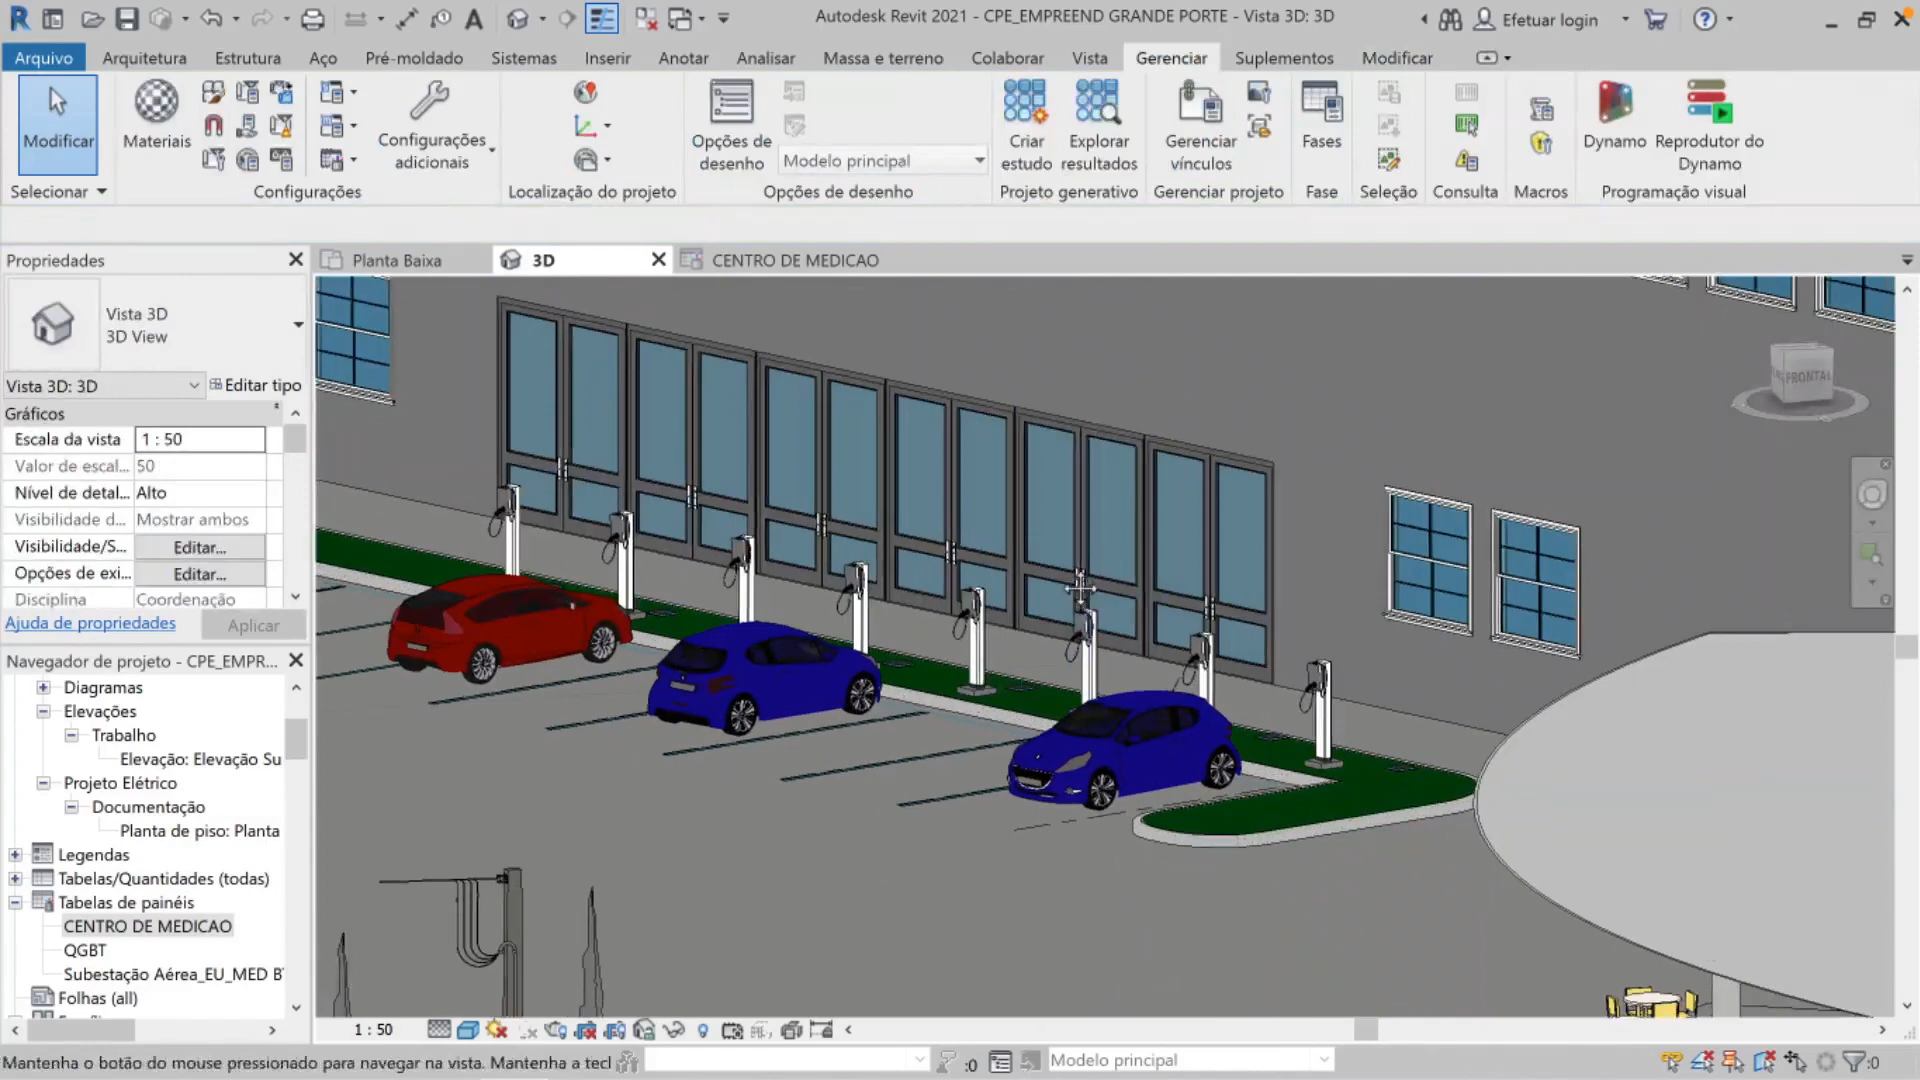 Autodesk Revit 2021 - CPE_EMPREEND GRANDE PORTE - Vista 3D: 3D
Efetuar login
Arquivo Arquitetura Estrutura Aço Pré-moldado Sistemas Inserir Anotar Analisar Massa e terreno Colaborar Vista Gerenciar Suplementos Modificar
Modificar
Materiais
Configurações
adicionais
Opções de
desenho
Modelo principal
Criar
estudo
Explorar
resultados
Gerenciar
vínculos
Fases
Dynamo
Reprodutor do
Dynamo
Selecionar
Configurações
Localização do projeto
Opções de desenho
Projeto generativo
Gerenciar projeto
Fase
Seleção
Consulta
Macros
Programação visual
Propriedades
Planta Baixa
3D
CENTRO DE MEDICAO
Vista 3D
3D View
Vista 3D: 3D
Editar tipo
Gráficos
Escala da vista 1 : 50
Valor de escal... 50
Nível de detal... Alto
Visibilidade d... Mostrar ambos
Visibilidade/S... Editar...
Opções de exi... Editar...
Disciplina Coordenação
Ajuda de propriedades
Aplicar
Navegador de projeto - CPE_EMPR...
Diagramas
Elevações
Trabalho
Elevação: Elevação Su
Projeto Elétrico
Documentação
Planta de piso: Planta
Legendas
Tabelas/Quantidades (todas)
Tabelas de painéis
CENTRO DE MEDICAO
QGBT
Subestação Aérea_EU_MED B
Folhas (all)
FRONTAL
1 : 50
Mantenha o botão do mouse pressionado para navegar na vista. Mantenha a tecl
:0
Modelo principal
:0